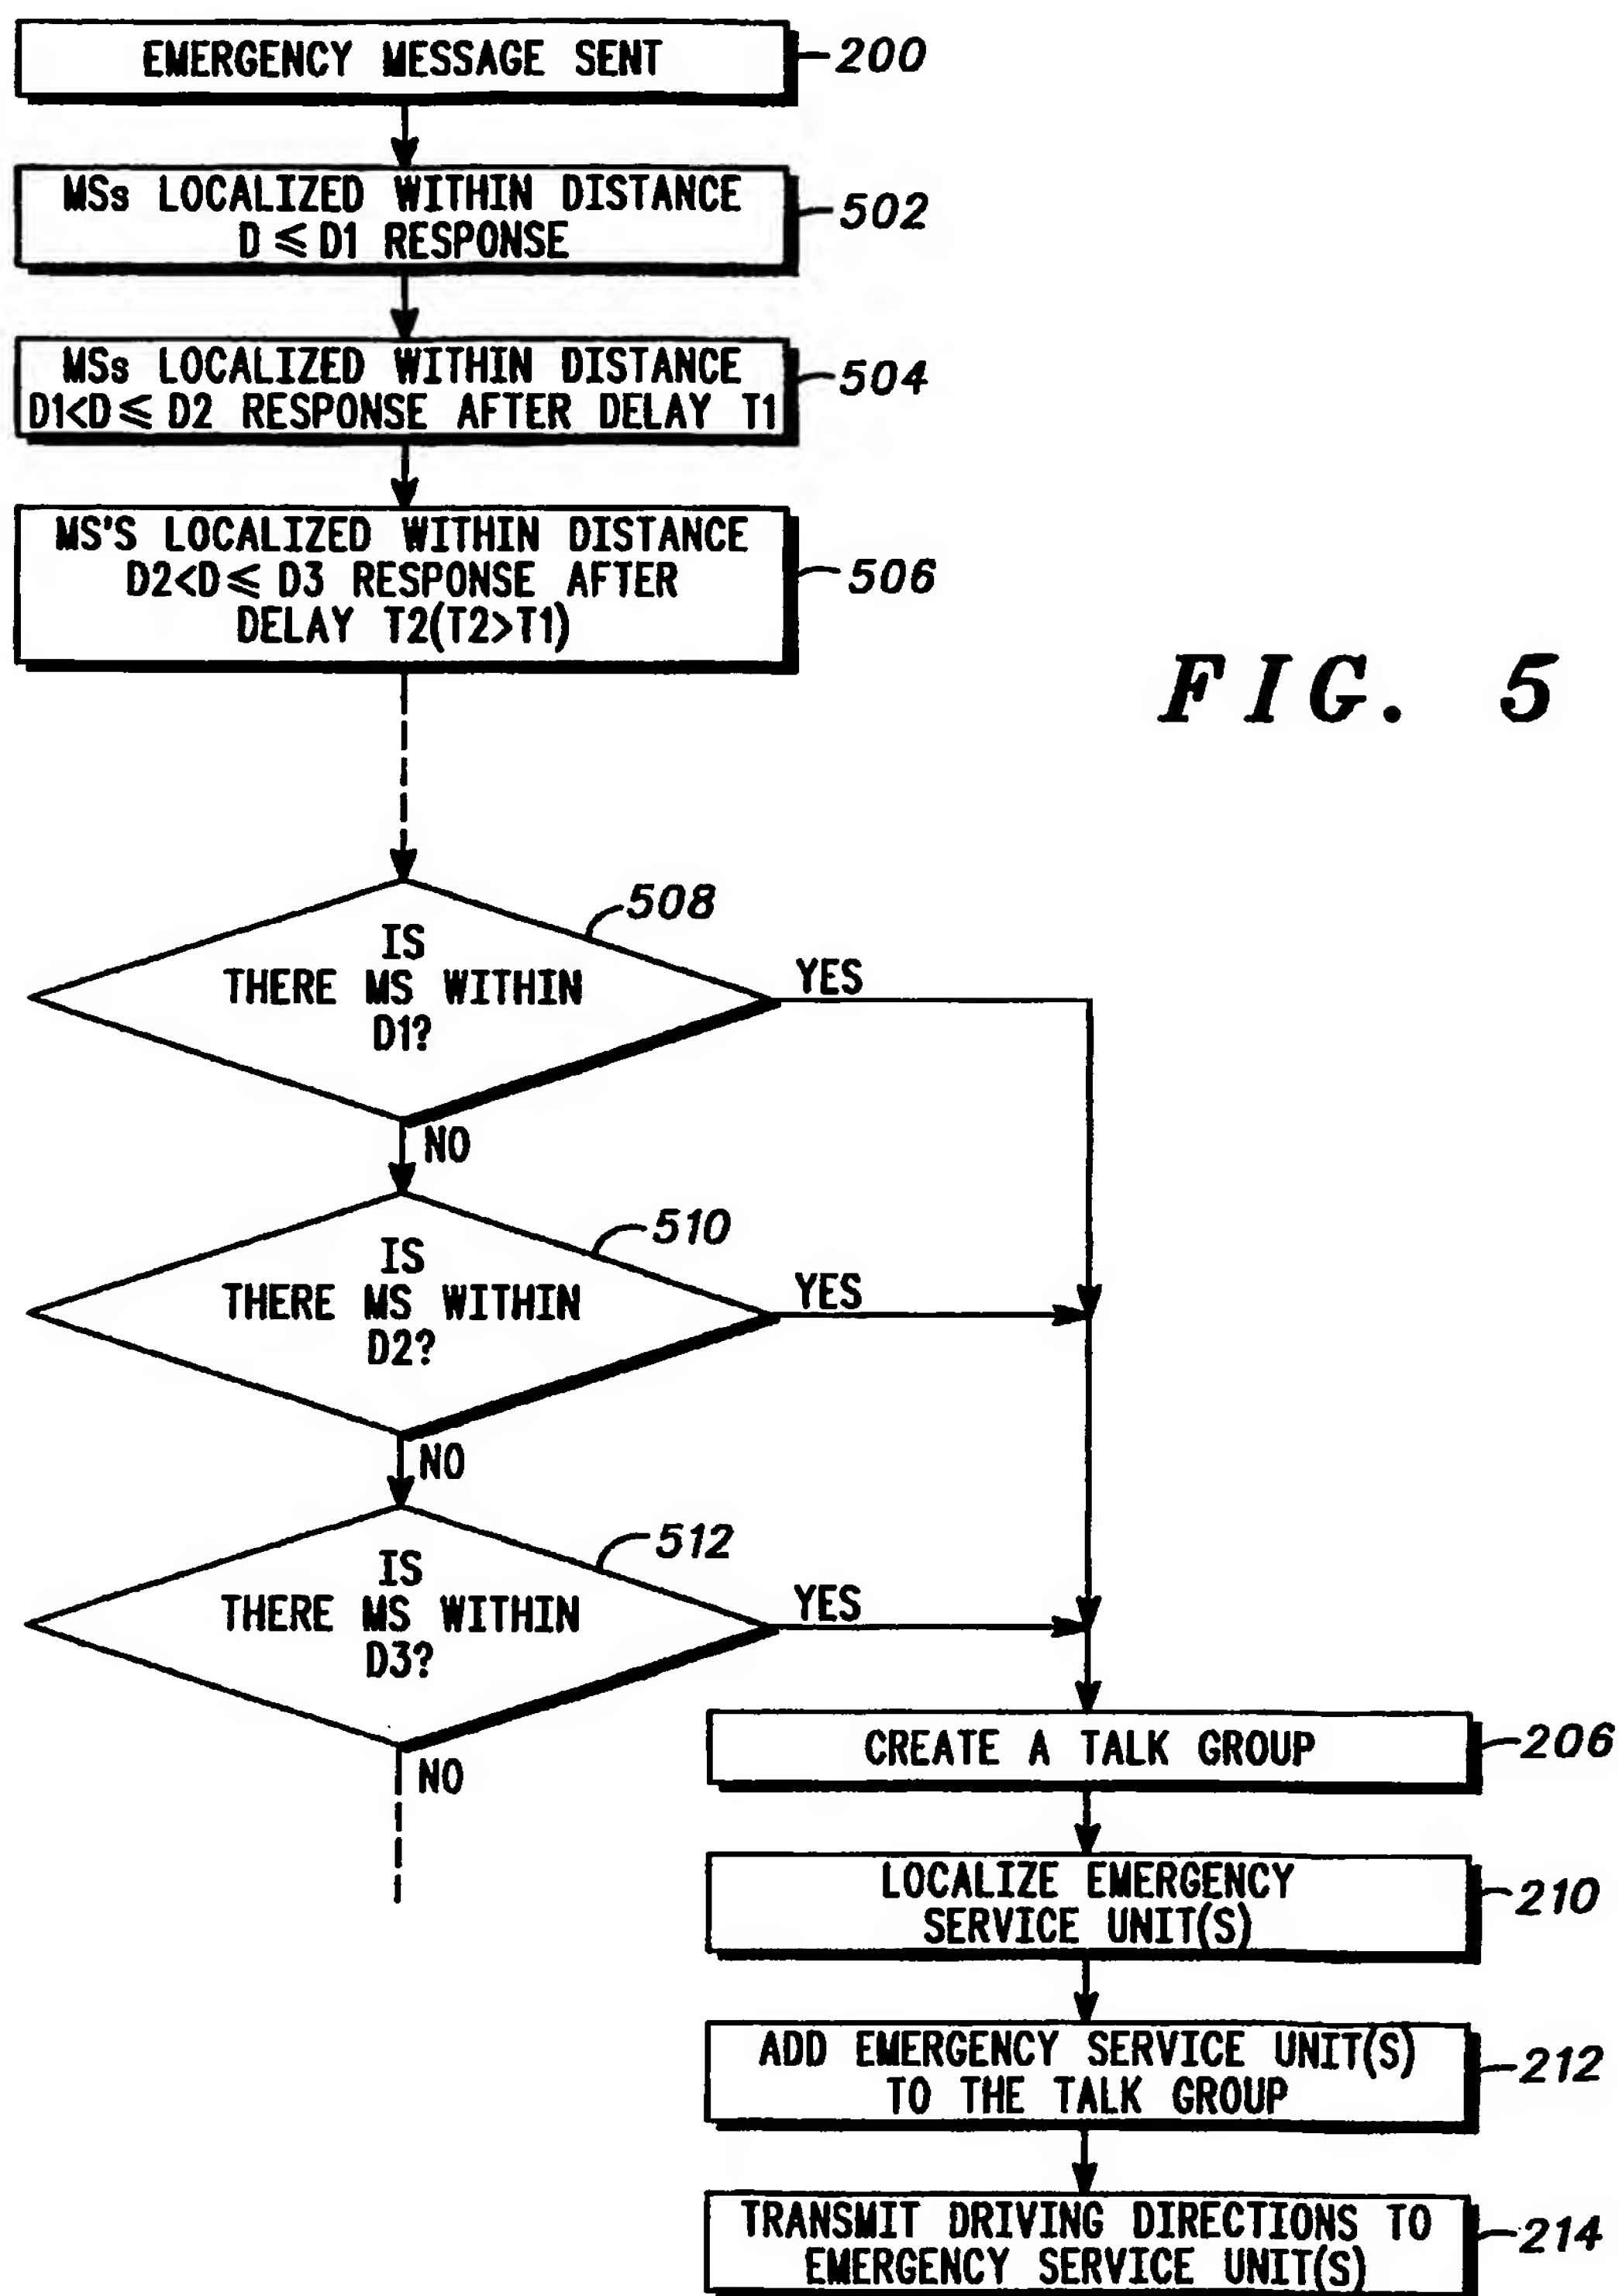 EMERGENCY MESSAGE SENT
200
MSs LOCALIZED WITHIN DISTANCE
D ⩽ D1 RESPONSE
502
MSs LOCALIZED WITHIN DISTANCE
D1<D⩽ D2 RESPONSE AFTER DELAY T1
504
MS'S LOCALIZED WITHIN DISTANCE
D2<D⩽ D3 RESPONSE AFTER
DELAY T2(T2>T1)
506
FIG. 5
508
IS
THERE MS WITHIN
D1?
YES
NO
510
IS
THERE MS WITHIN
D2?
YES
NO
512
IS
THERE MS WITHIN
D3?
YES
NO
CREATE A TALK GROUP
206
LOCALIZE EMERGENCY
SERVICE UNIT(S)
210
ADD EMERGENCY SERVICE UNIT(S)
TO THE TALK GROUP
212
TRANSMIT DRIVING DIRECTIONS TO
EMERGENCY SERVICE UNIT(S)
214